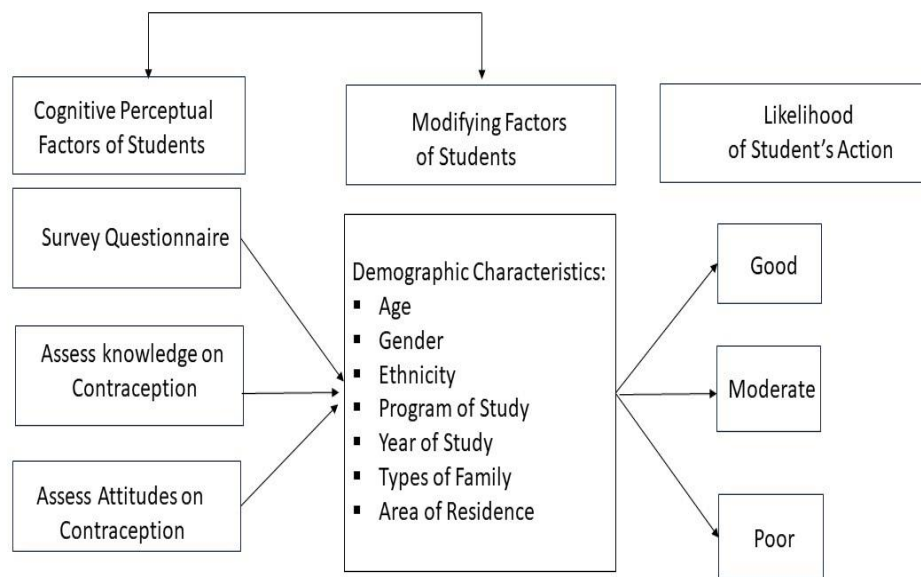 Cognitive Perceptual
Factors of Students
Modifying Factors
of Students
Likelihood
of Student's Action
Survey Questionnaire
Assess knowledge on
Contraception
Assess Attitudes on
Contraception
Demographic Characteristics:
▪ Age
▪ Gender
▪ Ethnicity
▪ Program of Study
▪ Year of Study
▪ Types of Family
▪ Area of Residence
Good
Moderate
Poor